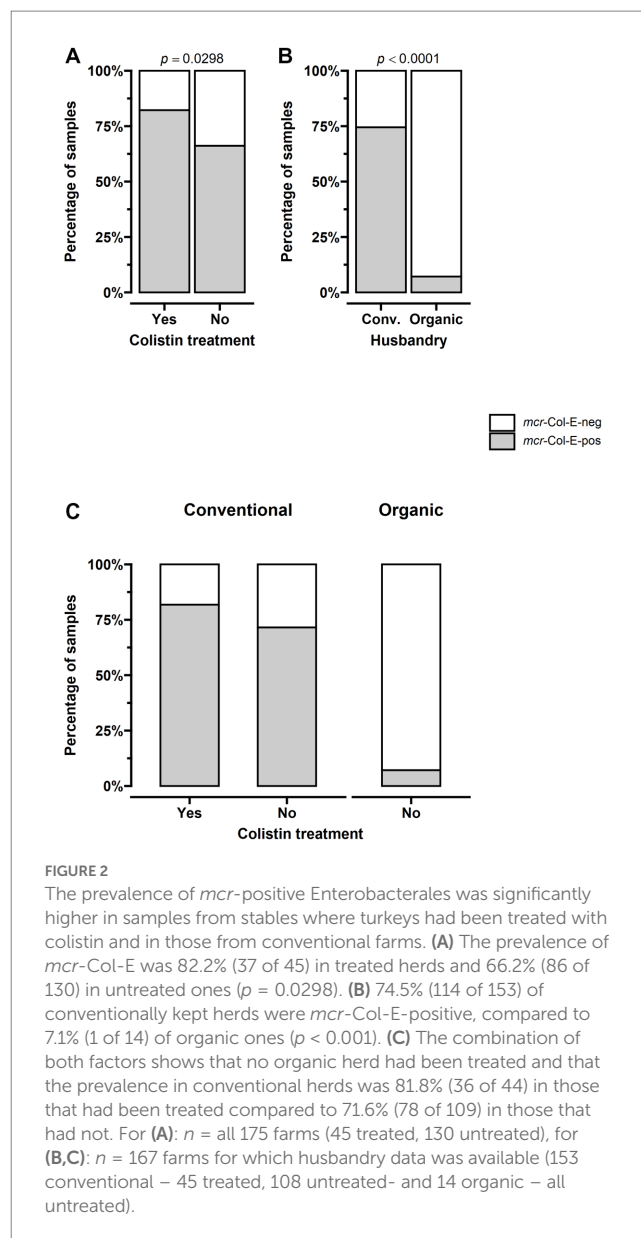 A
p = 0.0298
B
p < 0.0001
100%
75%
50%
25%
0%
Percentage of samples
Yes No
Colistin treatment
100%
75%
50%
25%
0%
Percentage of samples
Conv. Organic
Husbandry
mcr-Col-E-neg
mcr-Col-E-pos
C
Conventional
Organic
100%
75%
50%
25%
0%
Percentage of samples
Yes No No
Colistin treatment
FIGURE 2
The prevalence of mcr-positive Enterobacterales was significantly
higher in samples from stables where turkeys had been treated with
colistin and in those from conventional farms. (A) The prevalence of
mcr-Col-E was 82.2% (37 of 45) in treated herds and 66.2% (86 of
130) in untreated ones (p = 0.0298). (B) 74.5% (114 of 153) of
conventionally kept herds were mcr-Col-E-positive, compared to
7.1% (1 of 14) of organic ones (p < 0.001). (C) The combination of
both factors shows that no organic herd had been treated and that
the prevalence in conventional herds was 81.8% (36 of 44) in those
that had been treated compared to 71.6% (78 of 109) in those that
had not. For (A): n = all 175 farms (45 treated, 130 untreated), for
(B,C): n = 167 farms for which husbandry data was available (153
conventional – 45 treated, 108 untreated- and 14 organic – all
untreated).